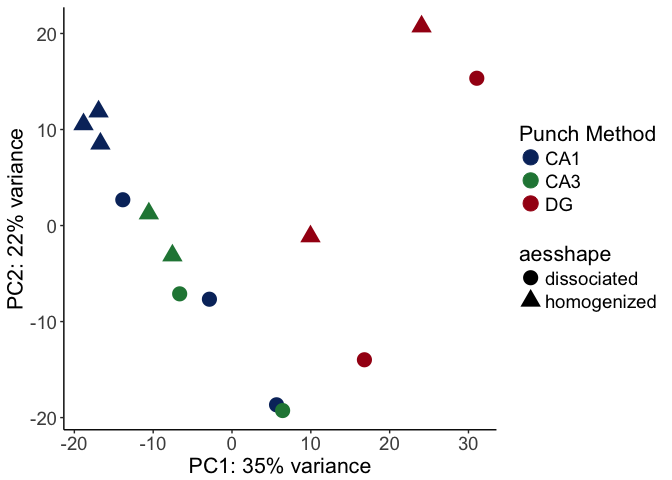 20
10
0
-10
-20
PC2: 22% variance
-20 -10 0 10 20 30
PC1: 35% variance
Punch Method
CA1
CA3
DG
aesshape
dissociated
homogenized